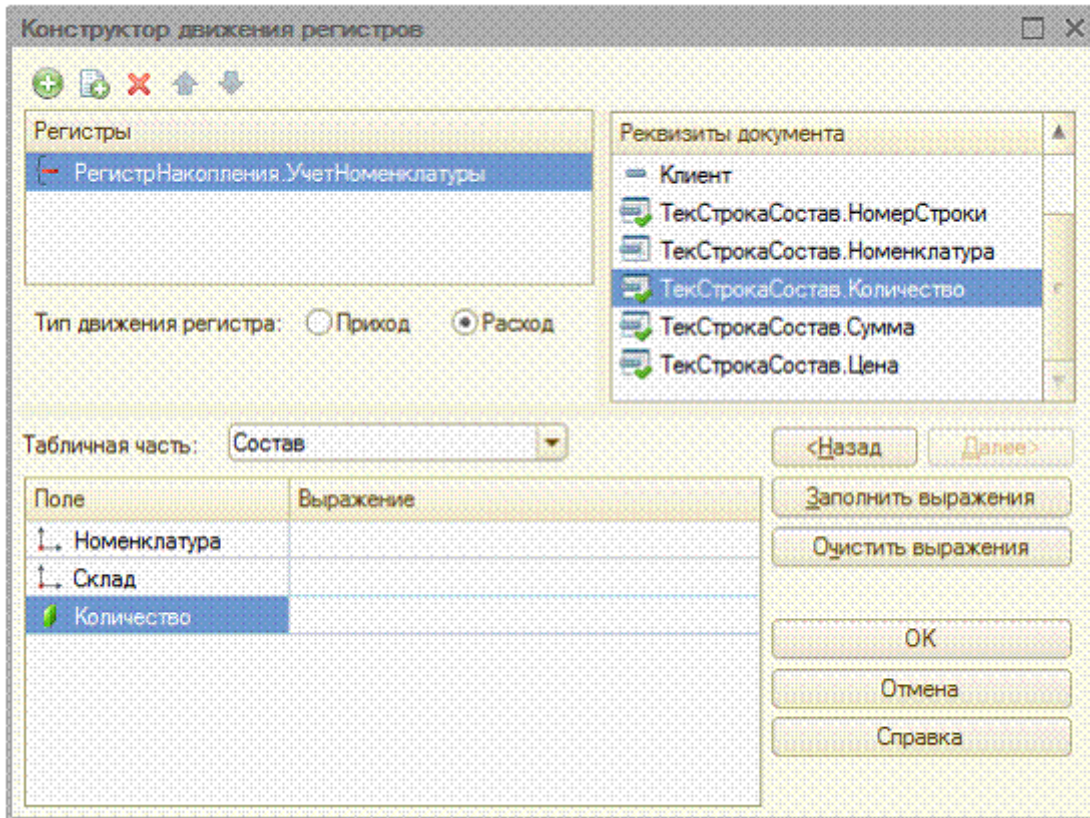 Конструктор движения регистров
Регистры
РегистрНакопления.УчетНоменклатуры
Реквизиты документа
Клиент
ТекСтрокаСостав.НомерСтроки
ТекСтрокаСостав.Номенклатура
ТекСтрокаСостав.Количество
ТекСтрокаСостав.Сумма
ТекСтрокаСостав.Цена
Тип движения регистра: Приход Расход
Табличная часть: Состав
<Назад Далее>
Поле Выражение
Номенклатура
Склад
Количество
Заполнить выражения
Очистить выражения
ОК
Отмена
Справка